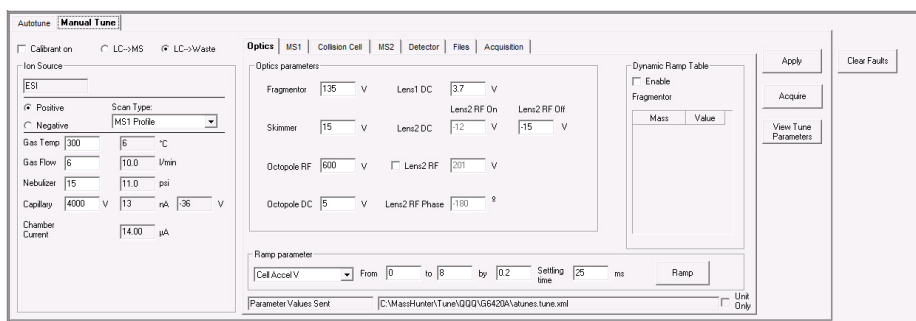 Autotune Manual Tune
Calibrant on LC-->MS LC-->Waste
Optics MS1 Collision Cell MS2 Detector Files Acquisition
Apply Clear Faults
Ion Source
Optics parameters
Dynamic Ramp Table
ESI
Enable
Fragmentor 135 V Lens1 DC 3.7 V
Fragmentor
Acquire
Positive Scan Type:
Negative MS1 Profile
Lens2 RF On Lens2 RF Off
Mass Value
Skimmer 15 V Lens2 DC -12 V -15 V
View Tune
Parameters
Gas Temp 300 6 °C
Gas Flow 6 10.0 l/min
Octopole RF 600 V Lens2 RF 201 V
Nebulizer 15 11.0 psi
Capillary 4000 V 13 nA -36 V
Octopole DC 5 V Lens2 RF Phase -180 º
Chamber
Current 14.00 µA
Ramp parameter
Cell Accel V From 0 to 8 by 0.2 Settling
time 25 ms Ramp
Parameter Values Sent C:\MassHunter\Tune\QQQ\G6420A\atunes.tune.xml Unit
Only